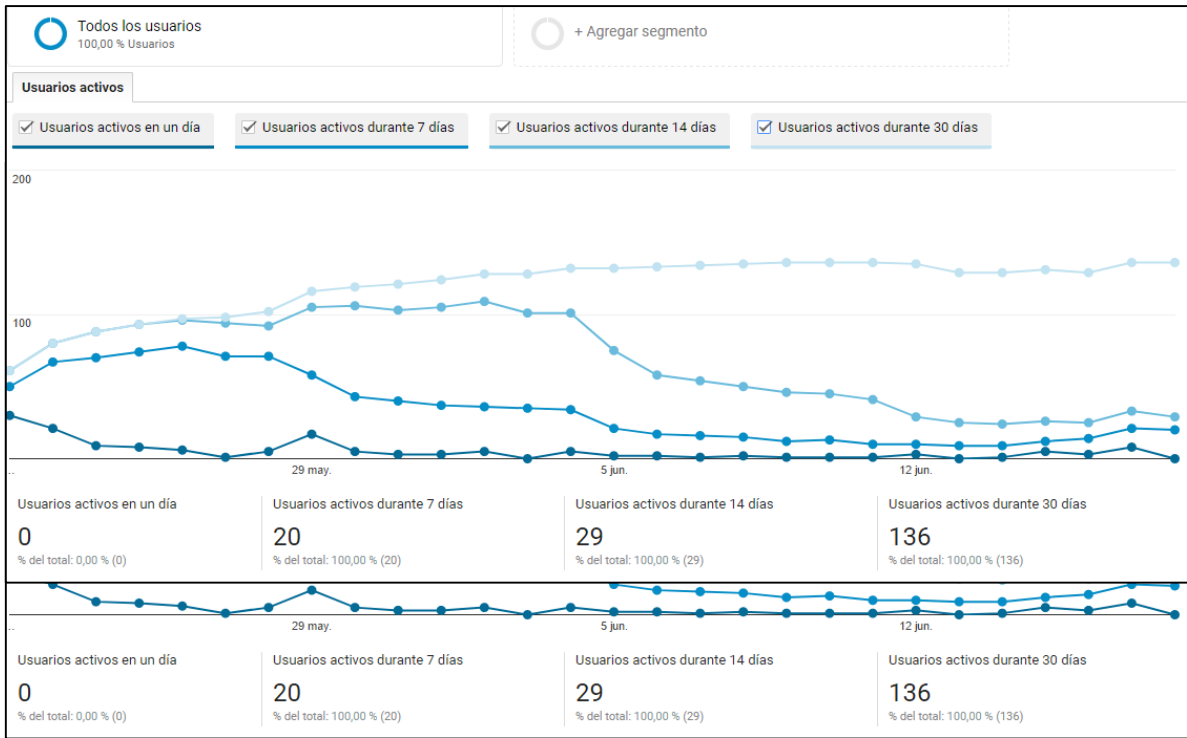 Todos los usuarios
100,00 % Usuarios
+ Agregar segmento
Usuarios activos
Usuarios activos en un día
Usuarios activos durante 7 días
Usuarios activos durante 14 días
Usuarios activos durante 30 días
200
100
..
29 may.
5 jun.
12 jun.
Usuarios activos en un día
0
% del total: 0,00 % (0)
Usuarios activos durante 7 días
20
% del total: 100,00 % (20)
Usuarios activos durante 14 días
29
% del total: 100,00 % (29)
Usuarios activos durante 30 días
136
% del total: 100,00 % (136)
..
29 may.
5 jun.
12 jun.
Usuarios activos en un día
0
% del total: 0,00 % (0)
Usuarios activos durante 7 días
20
% del total: 100,00 % (20)
Usuarios activos durante 14 días
29
% del total: 100,00 % (29)
Usuarios activos durante 30 días
136
% del total: 100,00 % (136)